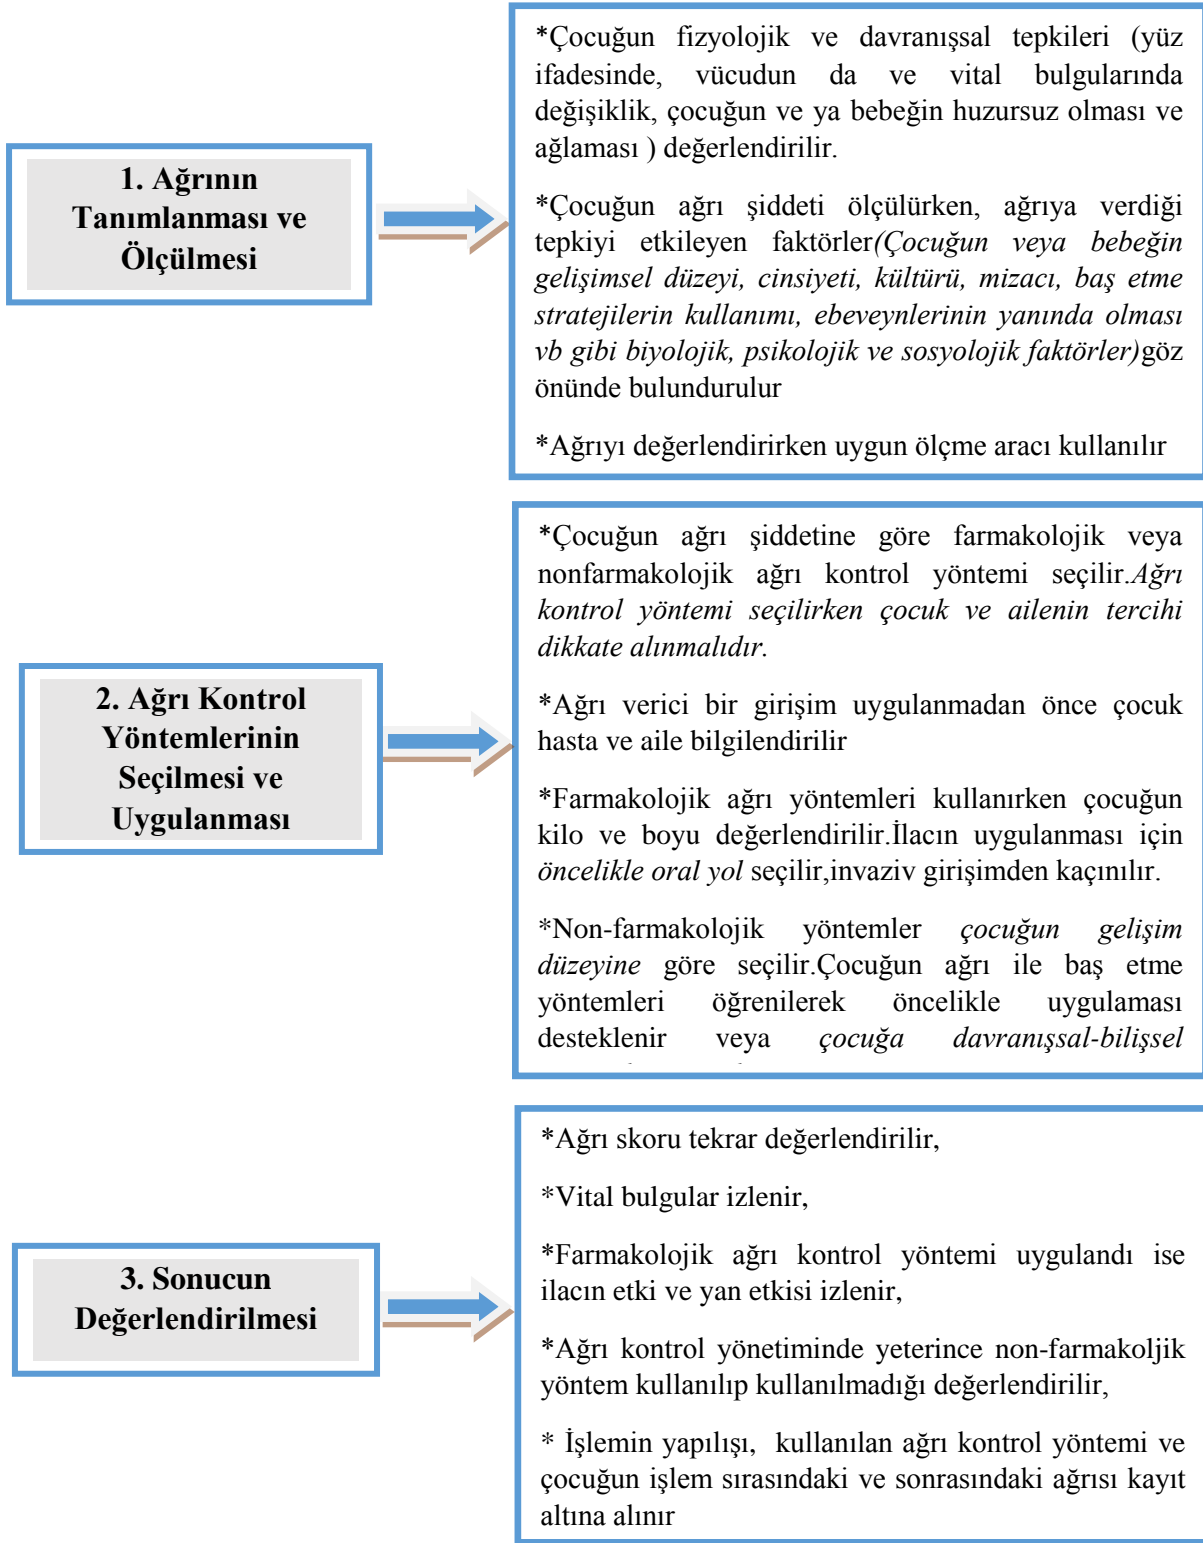 *Çocuğun fizyolojik ve davranışsal tepkileri (yüz
ifadesinde, vücudun da ve vital bulgularında
değişiklik, çocuğun ve ya bebeğin huzursuz olması ve
ağlaması ) değerlendirilir.
1. Ağrının
Tanımlanması ve
Ölçülmesi
*Çocuğun ağrı şiddeti ölçülürken, ağrıya verdiği
tepkiyi etkileyen faktörler(Çocuğun veya bebeğin
gelişimsel düzeyi, cinsiyeti, kültürü, mizacı, baş etme
stratejilerin kullanımı, ebeveynlerinin yanında olması
vb gibi biyolojik, psikolojik ve sosyolojik faktörler)göz
önünde bulundurulur
*Ağrıyı değerlendirirken uygun ölçme aracı kullanılır
2. Ağrı Kontrol
Yöntemlerinin
Seçilmesi ve
Uygulanması
*Çocuğun ağrı şiddetine göre farmakolojik veya
nonfarmakolojik ağrı kontrol yöntemi seçilir.Ağrı
kontrol yöntemi seçilirken çocuk ve ailenin tercihi
dikkate alınmalıdır.
*Ağrı verici bir girişim uygulanmadan önce çocuk
hasta ve aile bilgilendirilir
*Farmakolojik ağrı yöntemleri kullanırken çocuğun
kilo ve boyu değerlendirilir.İlacın uygulanması için
öncelikle oral yol seçilir,invaziv girişimden kaçınılır.
*Non-farmakolojik yöntemler çocuğun gelişim
düzeyine göre seçilir.Çocuğun ağrı ile baş etme
yöntemleri öğrenilerek öncelikle uygulaması
desteklenir veya çocuğa davranışsal-bilişsel
3. Sonucun
Değerlendirilmesi
*Ağrı skoru tekrar değerlendirilir,
*Vital bulgular izlenir,
*Farmakolojik ağrı kontrol yöntemi uygulandı ise
ilacın etki ve yan etkisi izlenir,
*Ağrı kontrol yönetiminde yeterince non-farmakoljik
yöntem kullanılıp kullanılmadığı değerlendirilir,
* İşlemin yapılışı, kullanılan ağrı kontrol yöntemi ve
çocuğun işlem sırasındaki ve sonrasındaki ağrısı kayıt
altına alınır